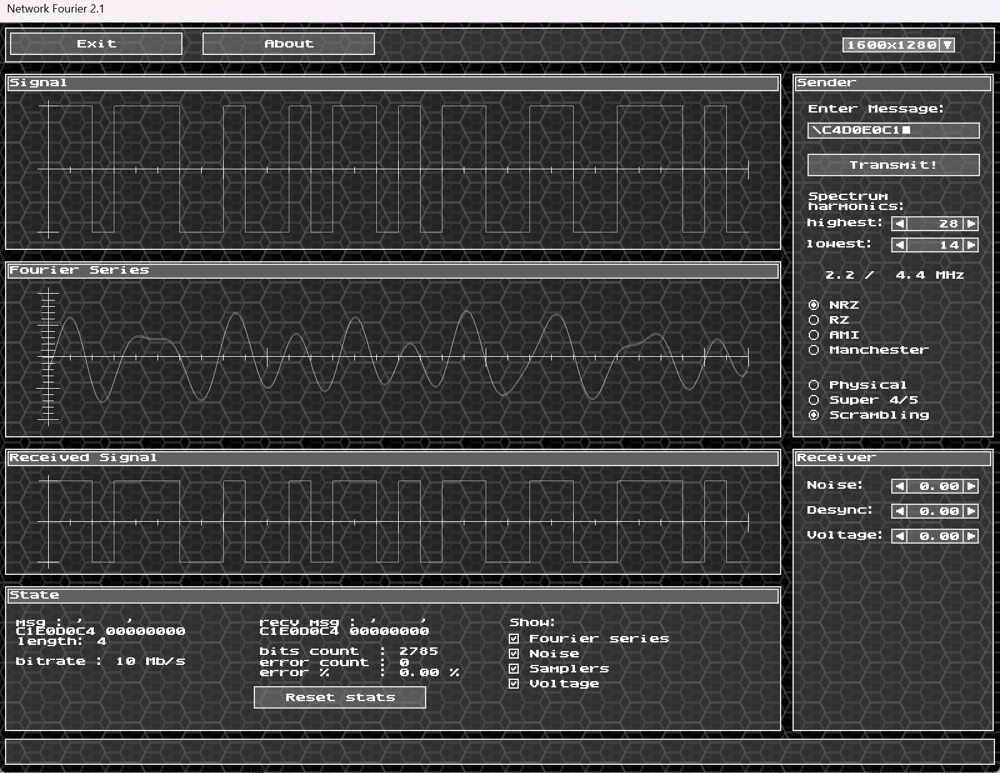 Network Fourier 2.1
Exit About 1600x1280
Signal
Sender
Enter Message:
\C4D0E0C1
Transmit!
Spectrum
harmonics:
highest: 28
lowest: 14
2.2 / 4.4 MHz
NRZ
RZ
AMI
Manchester
Physical
Super 4/5
Scrambling
Fourier Series
Received Signal
Receiver
Noise: 0.00
Desync: 0.00
Voltage: 0.00
State
msg : , ,
C1E0D0C4 00000000
length: 4
bitrate : 10 Mb/s
recv msg : , ,
C1E0D0C4 00000000
bits count : 2785
error count : 0
error % : 0.00 %
Reset stats
Show:
Fourier series
Noise
Samplers
Voltage